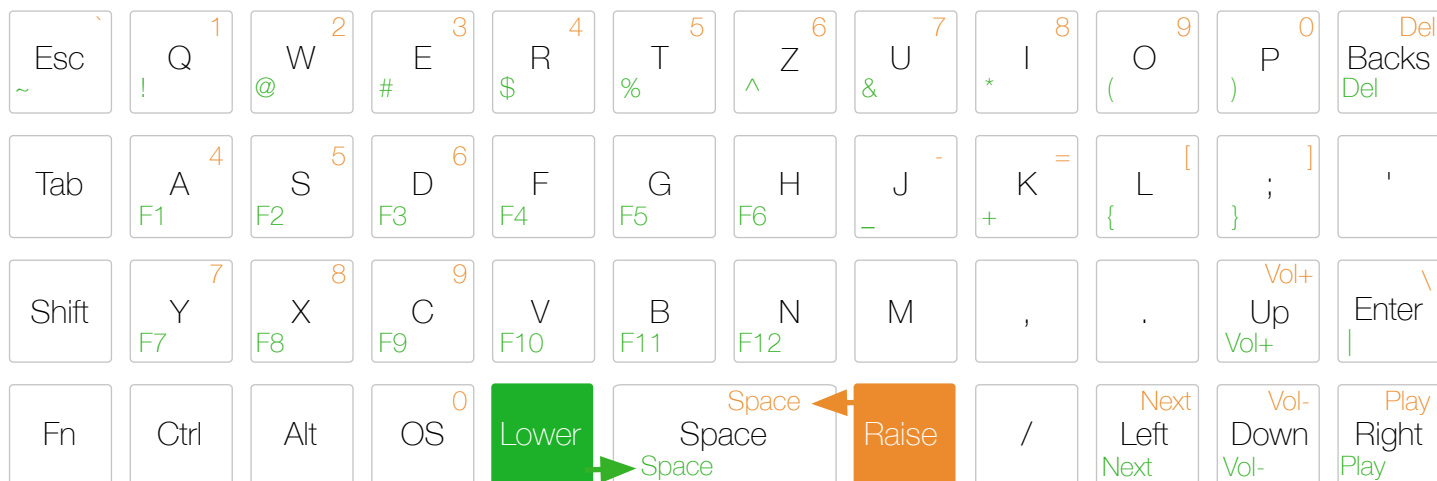 ` 1 2 3 4 5 6 7 8 9 0 Del
Esc Q W E R T Z U I O P Backs
~ ! @ # $ % ^ & * ( ) Del
4 5 6 - = [ ]
Tab A S D F G H J K L ; '
F1 F2 F3 F4 F5 F6 _ + { }
7 8 9 Vol+ \
Shift Y X C V B N M , . Up Enter
F7 F8 F9 F10 F11 F12 Vol+ |
0 Space Next Vol- Play
Fn Ctrl Alt OS Lower Space Raise / Left Down Right
Space Next Vol- Play